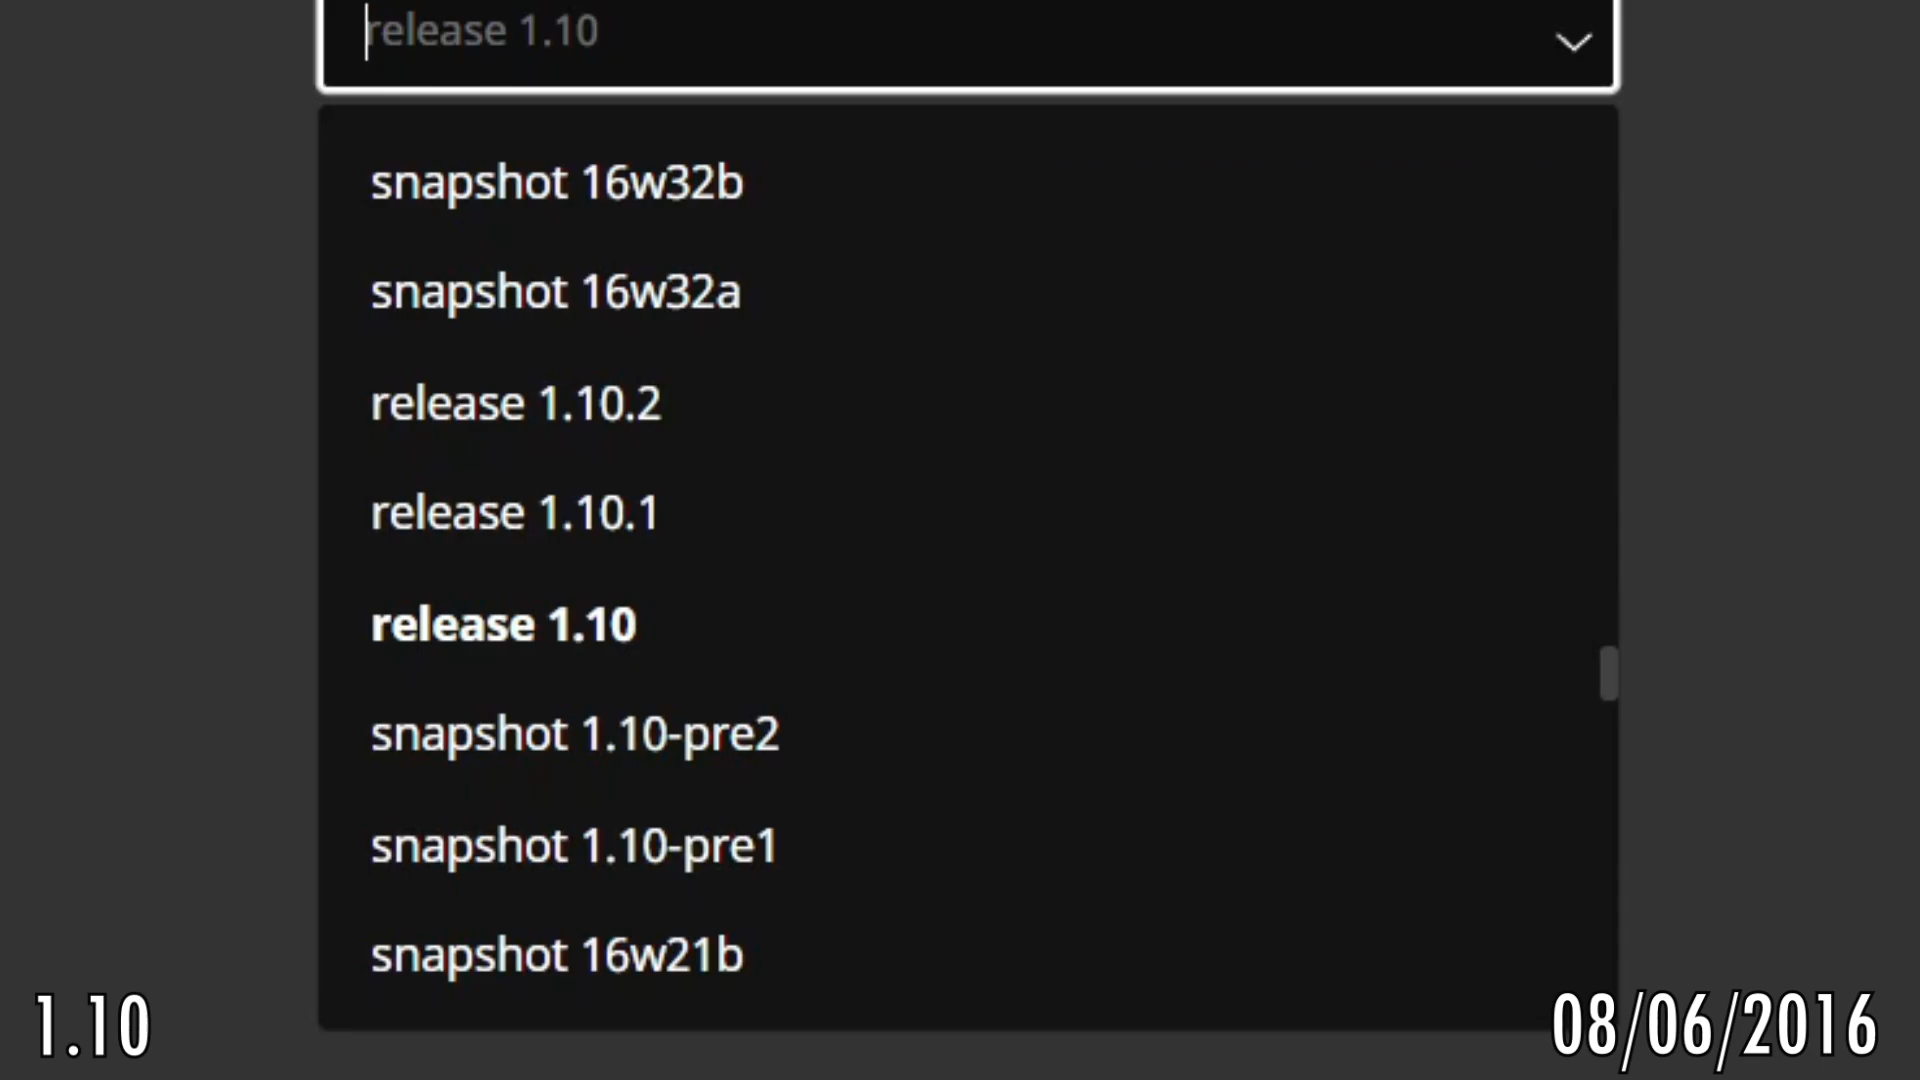 release 1.10
snapshot 16w32b
snapshot 16w32a
release 1.10.2
release 1.10.1
release 1.10
snapshot 1.10-pre2
snapshot 1.10-pre1
snapshot 16w21b
1.10
08/06/2016